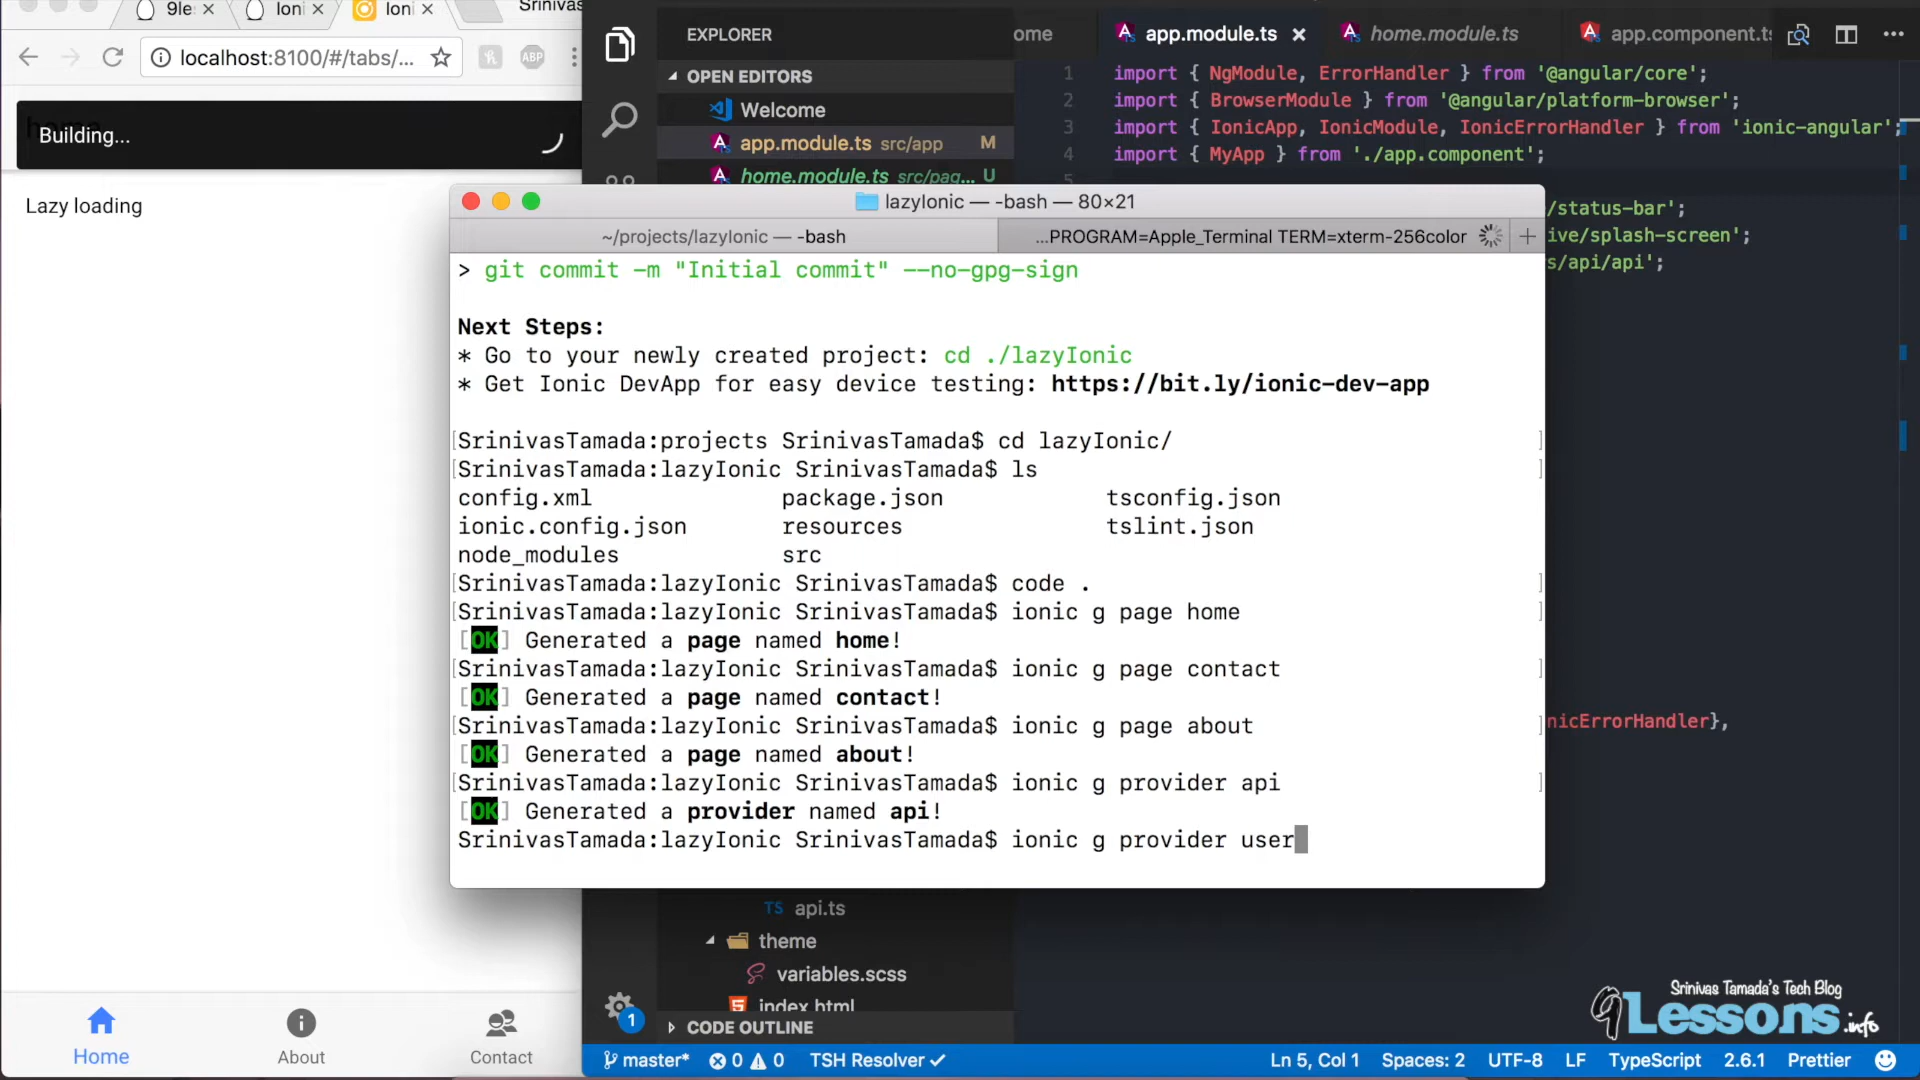 9le
Ioni
Ioni
Srinivas
localhost:8100/#/tabs/...
ABP
Building...
Lazy loading
Home
About
Contact
EXPLORER
OPEN EDITORS
Welcome
app.module.ts src/app M
home.module.ts src/pag... U
ome
app.module.ts
home.module.ts
app.component.ts
1 import { NgModule, ErrorHandler } from '@angular/core';
2 import { BrowserModule } from '@angular/platform-browser';
3 import { IonicApp, IonicModule, IonicErrorHandler } from 'ionic-angular';
4 import { MyApp } from './app.component';
5
/status-bar';
ive/splash-screen';
s/api/api';
nicErrorHandler},
lazyIonic — -bash — 80×21
~/projects/lazyIonic — -bash
...PROGRAM=Apple_Terminal TERM=xterm-256color
> git commit -m "Initial commit" --no-gpg-sign
Next Steps:
* Go to your newly created project: cd ./lazyIonic
* Get Ionic DevApp for easy device testing: https://bit.ly/ionic-dev-app
[SrinivasTamada:projects SrinivasTamada$ cd lazyIonic/ ]
[SrinivasTamada:lazyIonic SrinivasTamada$ ls ]
config.xml package.json tsconfig.json
ionic.config.json resources tslint.json
node_modules src
[SrinivasTamada:lazyIonic SrinivasTamada$ code . ]
[SrinivasTamada:lazyIonic SrinivasTamada$ ionic g page home ]
[OK] Generated a page named home!
[SrinivasTamada:lazyIonic SrinivasTamada$ ionic g page contact ]
[OK] Generated a page named contact!
[SrinivasTamada:lazyIonic SrinivasTamada$ ionic g page about ]
[OK] Generated a page named about!
[SrinivasTamada:lazyIonic SrinivasTamada$ ionic g provider api ]
[OK] Generated a provider named api!
SrinivasTamada:lazyIonic SrinivasTamada$ ionic g provider user
TS api.ts
theme
variables.scss
index.html
CODE OUTLINE
1
Srinivas Tamada's Tech Blog
9Lessons.info
master* 0 0 TSH Resolver Ln 5, Col 1 Spaces: 2 UTF-8 LF TypeScript 2.6.1 Prettier